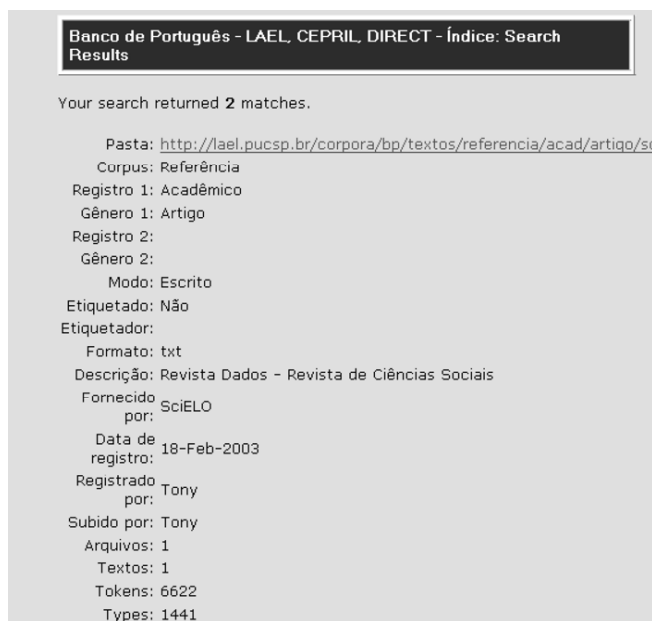 Banco de Português - LAEL, CEPRIL, DIRECT - Índice: Search
Results
Your search returned 2 matches.
Pasta: http://lael.pucsp.br/corpora/bp/textos/referencia/acad/artigo/sc
Corpus: Referência
Registro 1: Acadêmico
Gênero 1: Artigo
Registro 2:
Gênero 2:
Modo: Escrito
Etiquetado: Não
Etiquetador:
Formato: txt
Descrição: Revista Dados - Revista de Ciências Sociais
Fornecido por: SciELO
Data de registro: 18-Feb-2003
Registrado por: Tony
Subido por: Tony
Arquivos: 1
Textos: 1
Tokens: 6622
Types: 1441